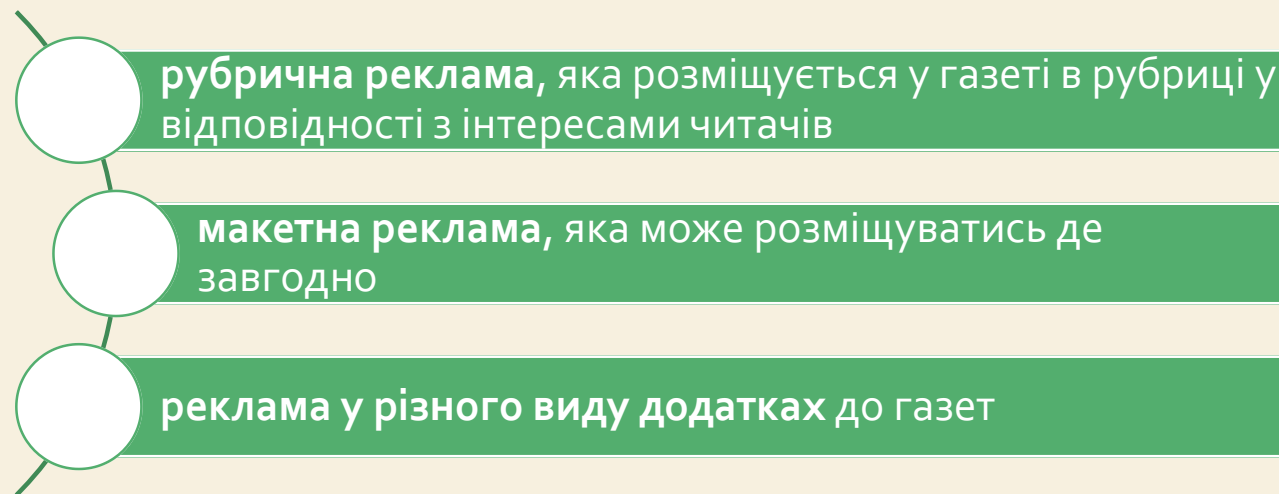 рубрична реклама, яка розміщується у газеті в рубриці у
відповідності з інтересами читачів
макетна реклама, яка може розміщуватись де
завгодно
реклама у різного виду додатках до газет